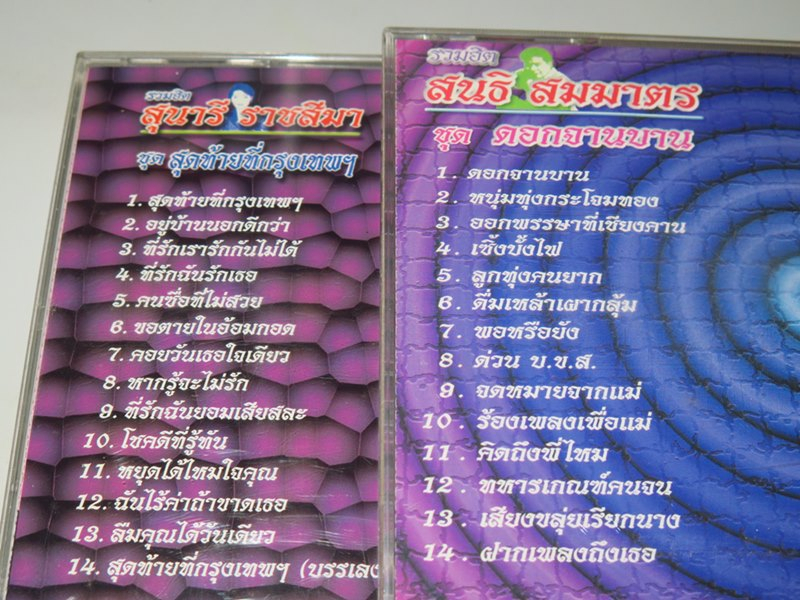 รวมฮิต
สุนารี ราชสีมา
ชุด สุดท้ายที่กรุงเทพฯ
1. สุดท้ายที่กรุงเทพฯ
2. อยู่บ้านนอกดีกว่า
3. ที่รักเรารักกันไม่ได้
4. ที่รักฉันรักเธอ
5. คนชื่อที่ไม่สวย
6. ขอตายในอ้อมกอด
7. คอยวันเธอใจเดียว
8. หากรู้จะไม่รัก
9. ที่รักฉันยอมเสียสละ
10. โชคดีที่รู้ทัน
11. หยุดได้ไหมใจคุณ
12. ฉันไร้ค่าถ้าขาดเธอ
13. ลืมคุณได้วันเดียว
14. สุดท้ายที่กรุงเทพฯ (บรรเลง
รวมฮิต
สนธิ สมมาตร
ชุด ดอกจานบาน
1. ดอกจานบาน
2. หนุ่มทุ่งกระโจมทอง
3. ออกพรรษาที่เชียงคาน
4. เซิ้งบั้งไฟ
5. ลูกทุ่งคนยาก
6. ดื่มเหล้าเผากลุ้ม
7. พอหรือยัง
8. ด่วน บ.ข.ส.
9. จดหมายจากแม่
10. ร้องเพลงเพื่อแม่
11. คิดถึงพี่ไหม
12. ทหารเกณฑ์คนจน
13. เสียงขลุ่ยเรียกนาง
14. ฝากเพลงถึงเธอ